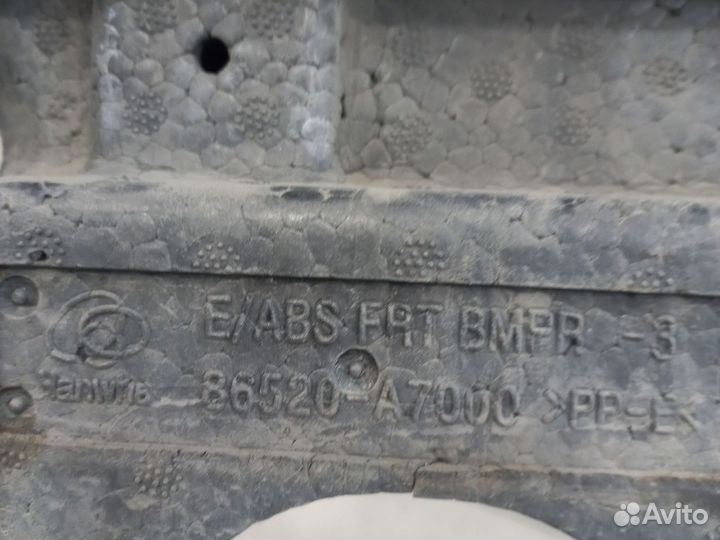 E/ABS FRT BMPR -3
86520-A7000 >PP-E<
Avito